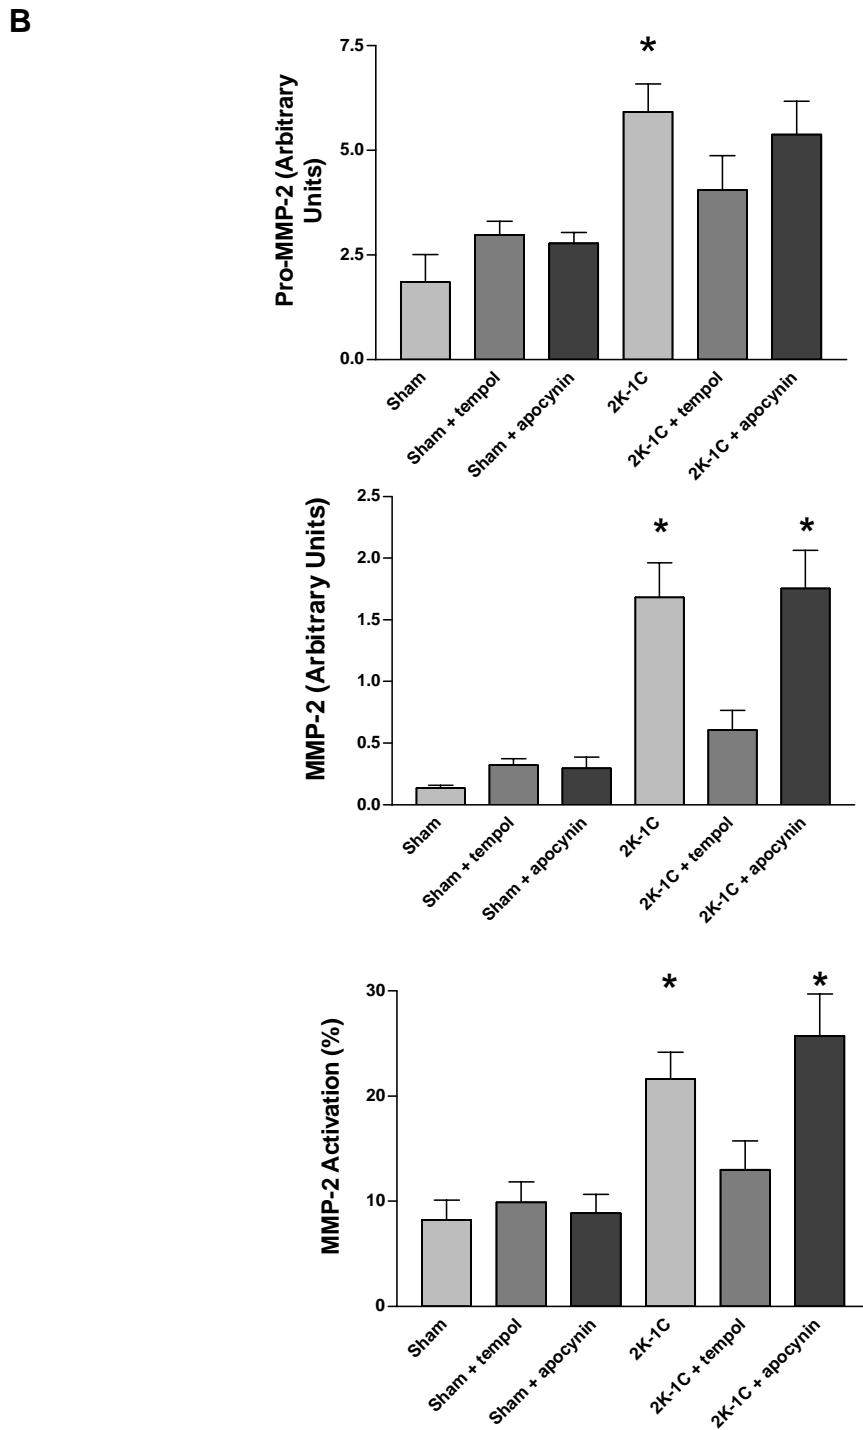 B
Pro-MMP-2 (Arbitrary
Units)
7.5
5.0
2.5
0.0
*
Sham
Sham + tempol
Sham + apocynin
2K-1C
2K-1C + tempol
2K-1C + apocynin
MMP-2 (Arbitrary Units)
2.5
2.0
1.5
1.0
0.5
0.0
*
*
Sham
Sham + tempol
Sham + apocynin
2K-1C
2K-1C + tempol
2K-1C + apocynin
MMP-2 Activation (%)
30
20
10
0
*
*
Sham
Sham + tempol
Sham + apocynin
2K-1C
2K-1C + tempol
2K-1C + apocynin